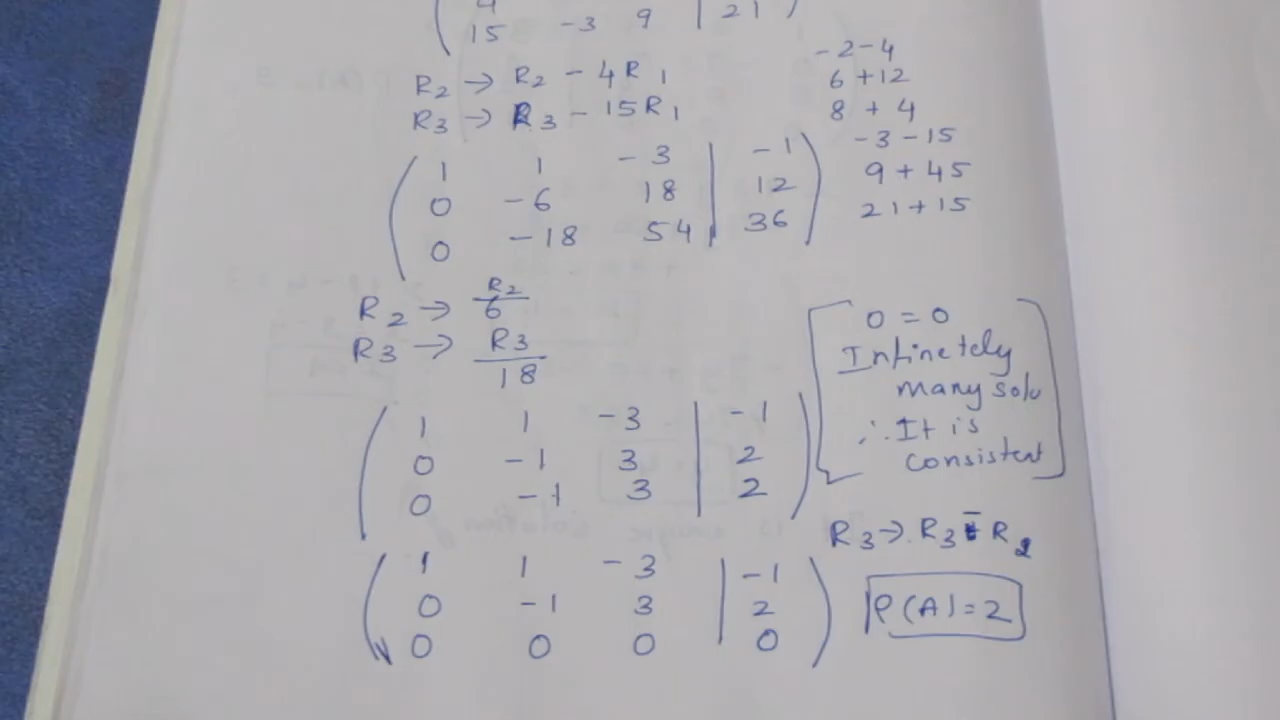 4
15 -3 9 | 21
R2 → R2 - 4R1
R3 → R3 - 15R1
-2-4
6+12
8+4
-3-15
9+45
21+15
1 1 -3 | -1
0 -6 18 | 12
0 -18 54 | 36
R2 → R2/6
R3 → R3/18
0 = 0
Infinetely
many solu
∴ It is
consistent
1 1 -3 | -1
0 -1 3 | 2
0 -1 3 | 2
R3 → R3 - R2
1 1 -3 | -1
0 -1 3 | 2
0 0 0 | 0
ρ(A) = 2